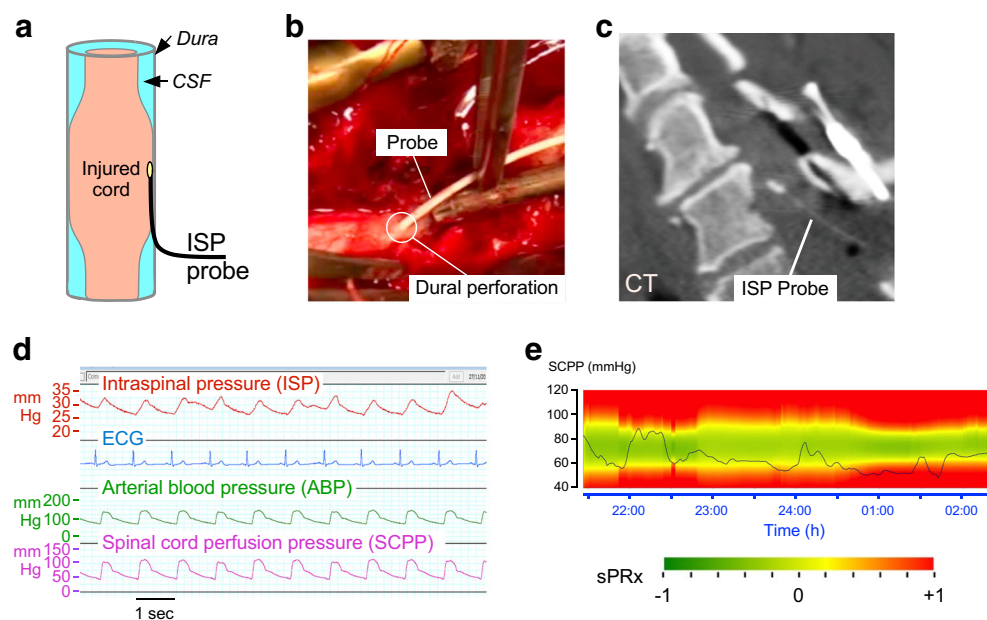 a
Dura
CSF
Injured
cord
ISP
probe
b
Probe
Dural perforation
c
CT
ISP Probe
d
27/11/20
Intraspinal pressure (ISP)
mm
Hg
35
30
25
20
ECG
Arterial blood pressure (ABP)
mm
Hg
200
100
0
Spinal cord perfusion pressure (SCPP)
mm
Hg
150
100
50
0
1 sec
e
SCPP (mmHg)
120
100
80
60
40
22:00
23:00
24:00
01:00
02:00
Time (h)
sPRx
-1
0
+1